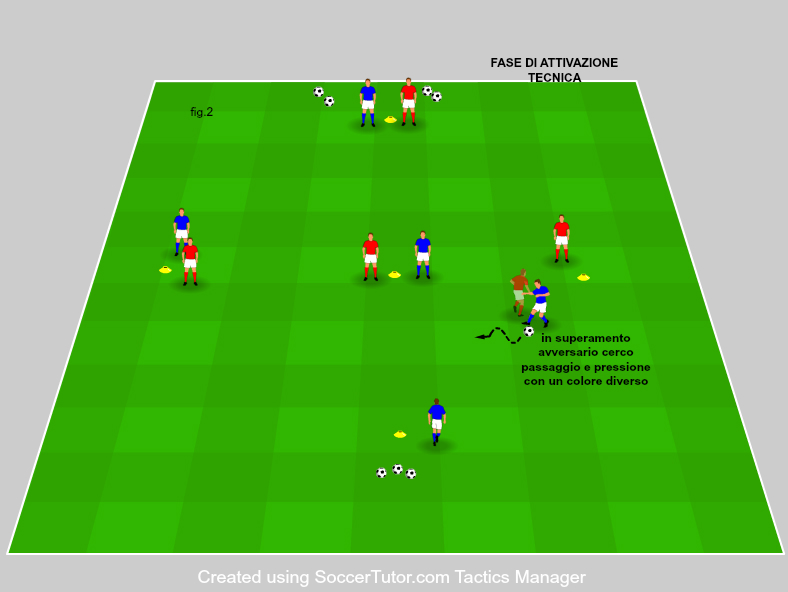 FASE DI ATTIVAZIONE
TECNICA
fig.2
in superamento
avversario cerco
passaggio e pressione
con un colore diverso
Created using SoccerTutor.com Tactics Manager